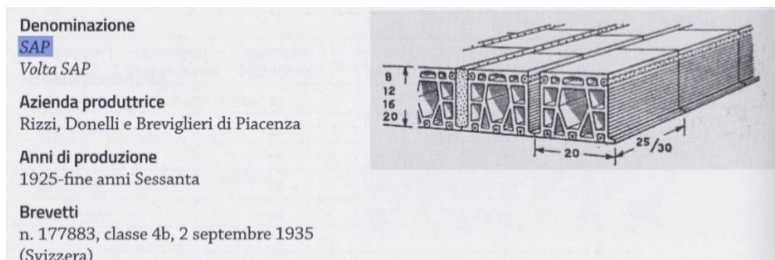 Denominazione
SAP
Volta SAP
Azienda produttrice
Rizzi, Donelli e Breviglieri di Piacenza
Anni di produzione
1925-fine anni Sessanta
Brevetti
n. 177883, classe 4b, 2 septembre 1935
(Svizzera)
8
12
16
20
20
25/30